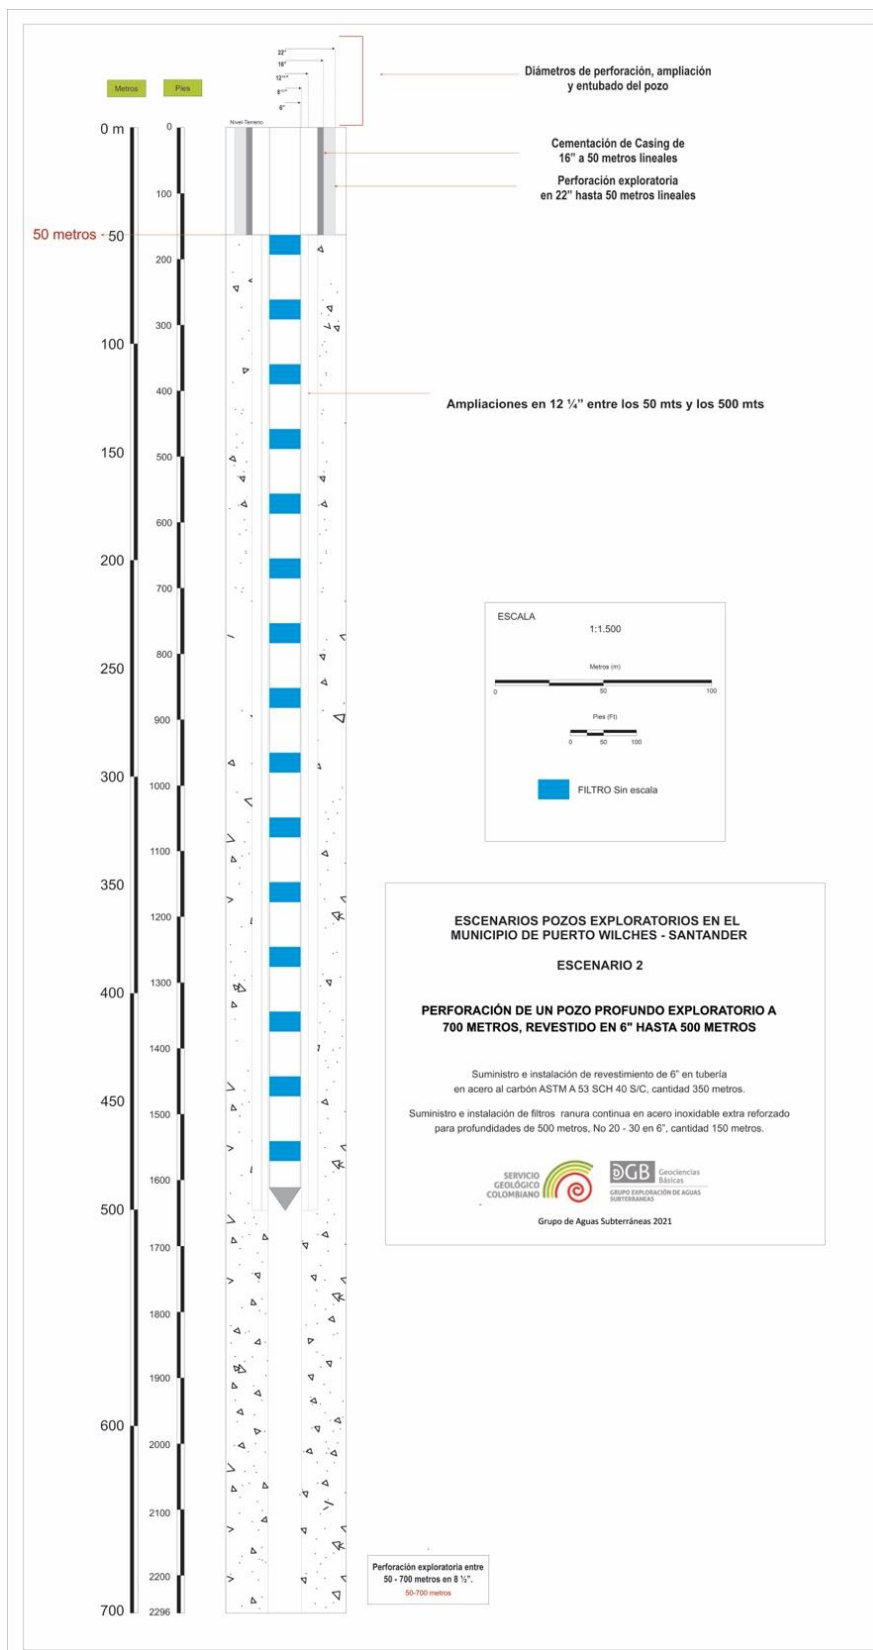 22"
16"
12 ¼"
8 ½"
6"
Diámetros de perforación, ampliación
y entubado del pozo
Metros
Pies
Nivel-Terreno
0 m
0
Cementación de Casing de
16” a 50 metros lineales
Perforación exploratoria
en 22” hasta 50 metros lineales
100
50 metros
50
200
300
100
400
Ampliaciones en 12 ¼” entre los 50 mts y los 500 mts
150
500
600
200
700
800
250
900
300
1000
1100
350
1200
1300
400
1400
450
1500
1600
500
1700
1800
1900
600
2000
2100
2200
700
2296
ESCALA
1:1.500
Metros (m)
0
50
100
Pies (Ft)
0
50
100
FILTRO Sin escala
ESCENARIOS POZOS EXPLORATORIOS EN EL
MUNICIPIO DE PUERTO WILCHES - SANTANDER
ESCENARIO 2
PERFORACIÓN DE UN POZO PROFUNDO EXPLORATORIO A
700 METROS, REVESTIDO EN 6" HASTA 500 METROS
Suministro e instalación de revestimiento de 6” en tubería
en acero al carbón ASTM A 53 SCH 40 S/C, cantidad 350 metros.
Suministro e instalación de filtros ranura continua en acero inoxidable extra reforzado
para profundidades de 500 metros, No 20 - 30 en 6”, cantidad 150 metros.
SERVICIO
GEOLÓGICO
COLOMBIANO
DGB
Geociencias
Básicas
GRUPO EXPLORACIÓN DE AGUAS
SUBTERRÁNEAS
Grupo de Aguas Subterráneas 2021
Perforación exploratoria entre
50 - 700 metros en 8 ½”.
50-700 metros